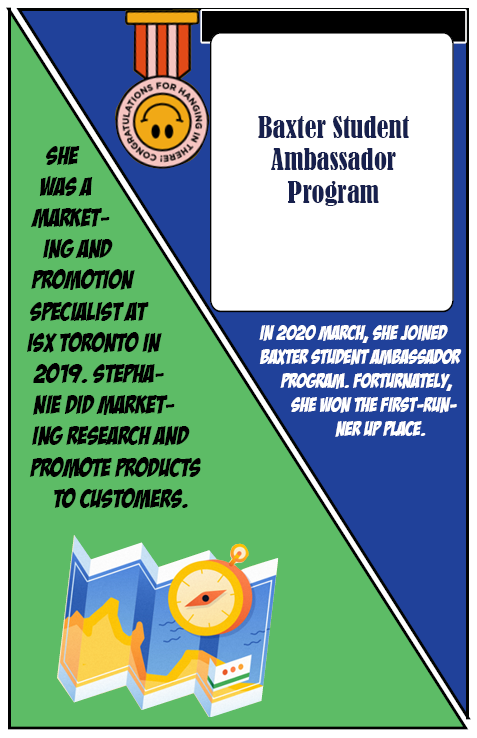 CONGRATULATIONS FOR HANGING IN THERE!
Baxter Student
Ambassador
Program
SHE
WAS A
MARKET-
ING AND
PROMOTION
SPECIALIST AT
ISX TORONTO IN
2019. STEPHA-
NIE DID MARKET-
ING RESEARCH AND
PROMOTE PRODUCTS
TO CUSTOMERS.
IN 2020 MARCH, SHE JOINED
BAXTER STUDENT AMBASSADOR
PROGRAM. FORTURNATELY,
SHE WON THE FIRST-RUN-
NER UP PLACE.